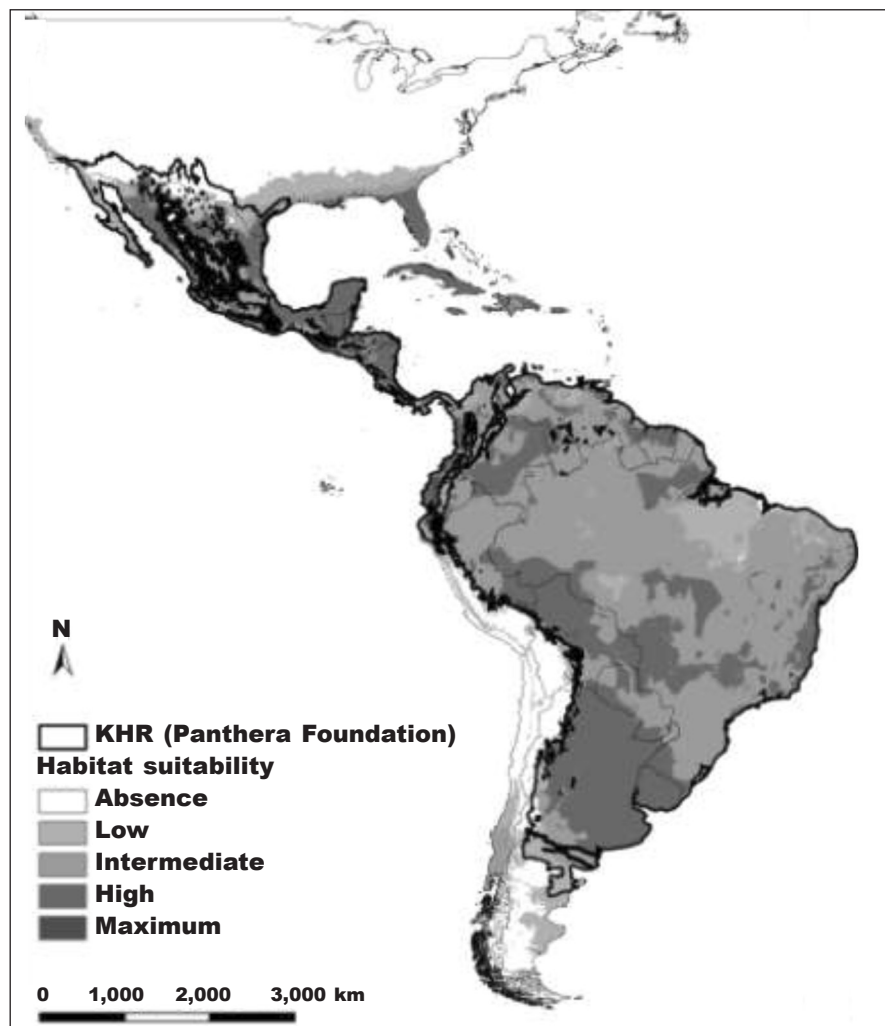 N
KHR (Panthera Foundation)
Habitat suitability
Absence
Low
Intermediate
High
Maximum
0 1,000 2,000 3,000 km